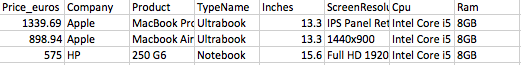 Price_euros Company Product TypeName Inches ScreenResolu Cpu Ram
1339.69 Apple MacBook Pro Ultrabook 13.3 IPS Panel Ret Intel Core i5 8GB
898.94 Apple Macbook Air Ultrabook 13.3 1440x900 Intel Core i5 8GB
575 HP 250 G6 Notebook 15.6 Full HD 1920 Intel Core i5 8GB